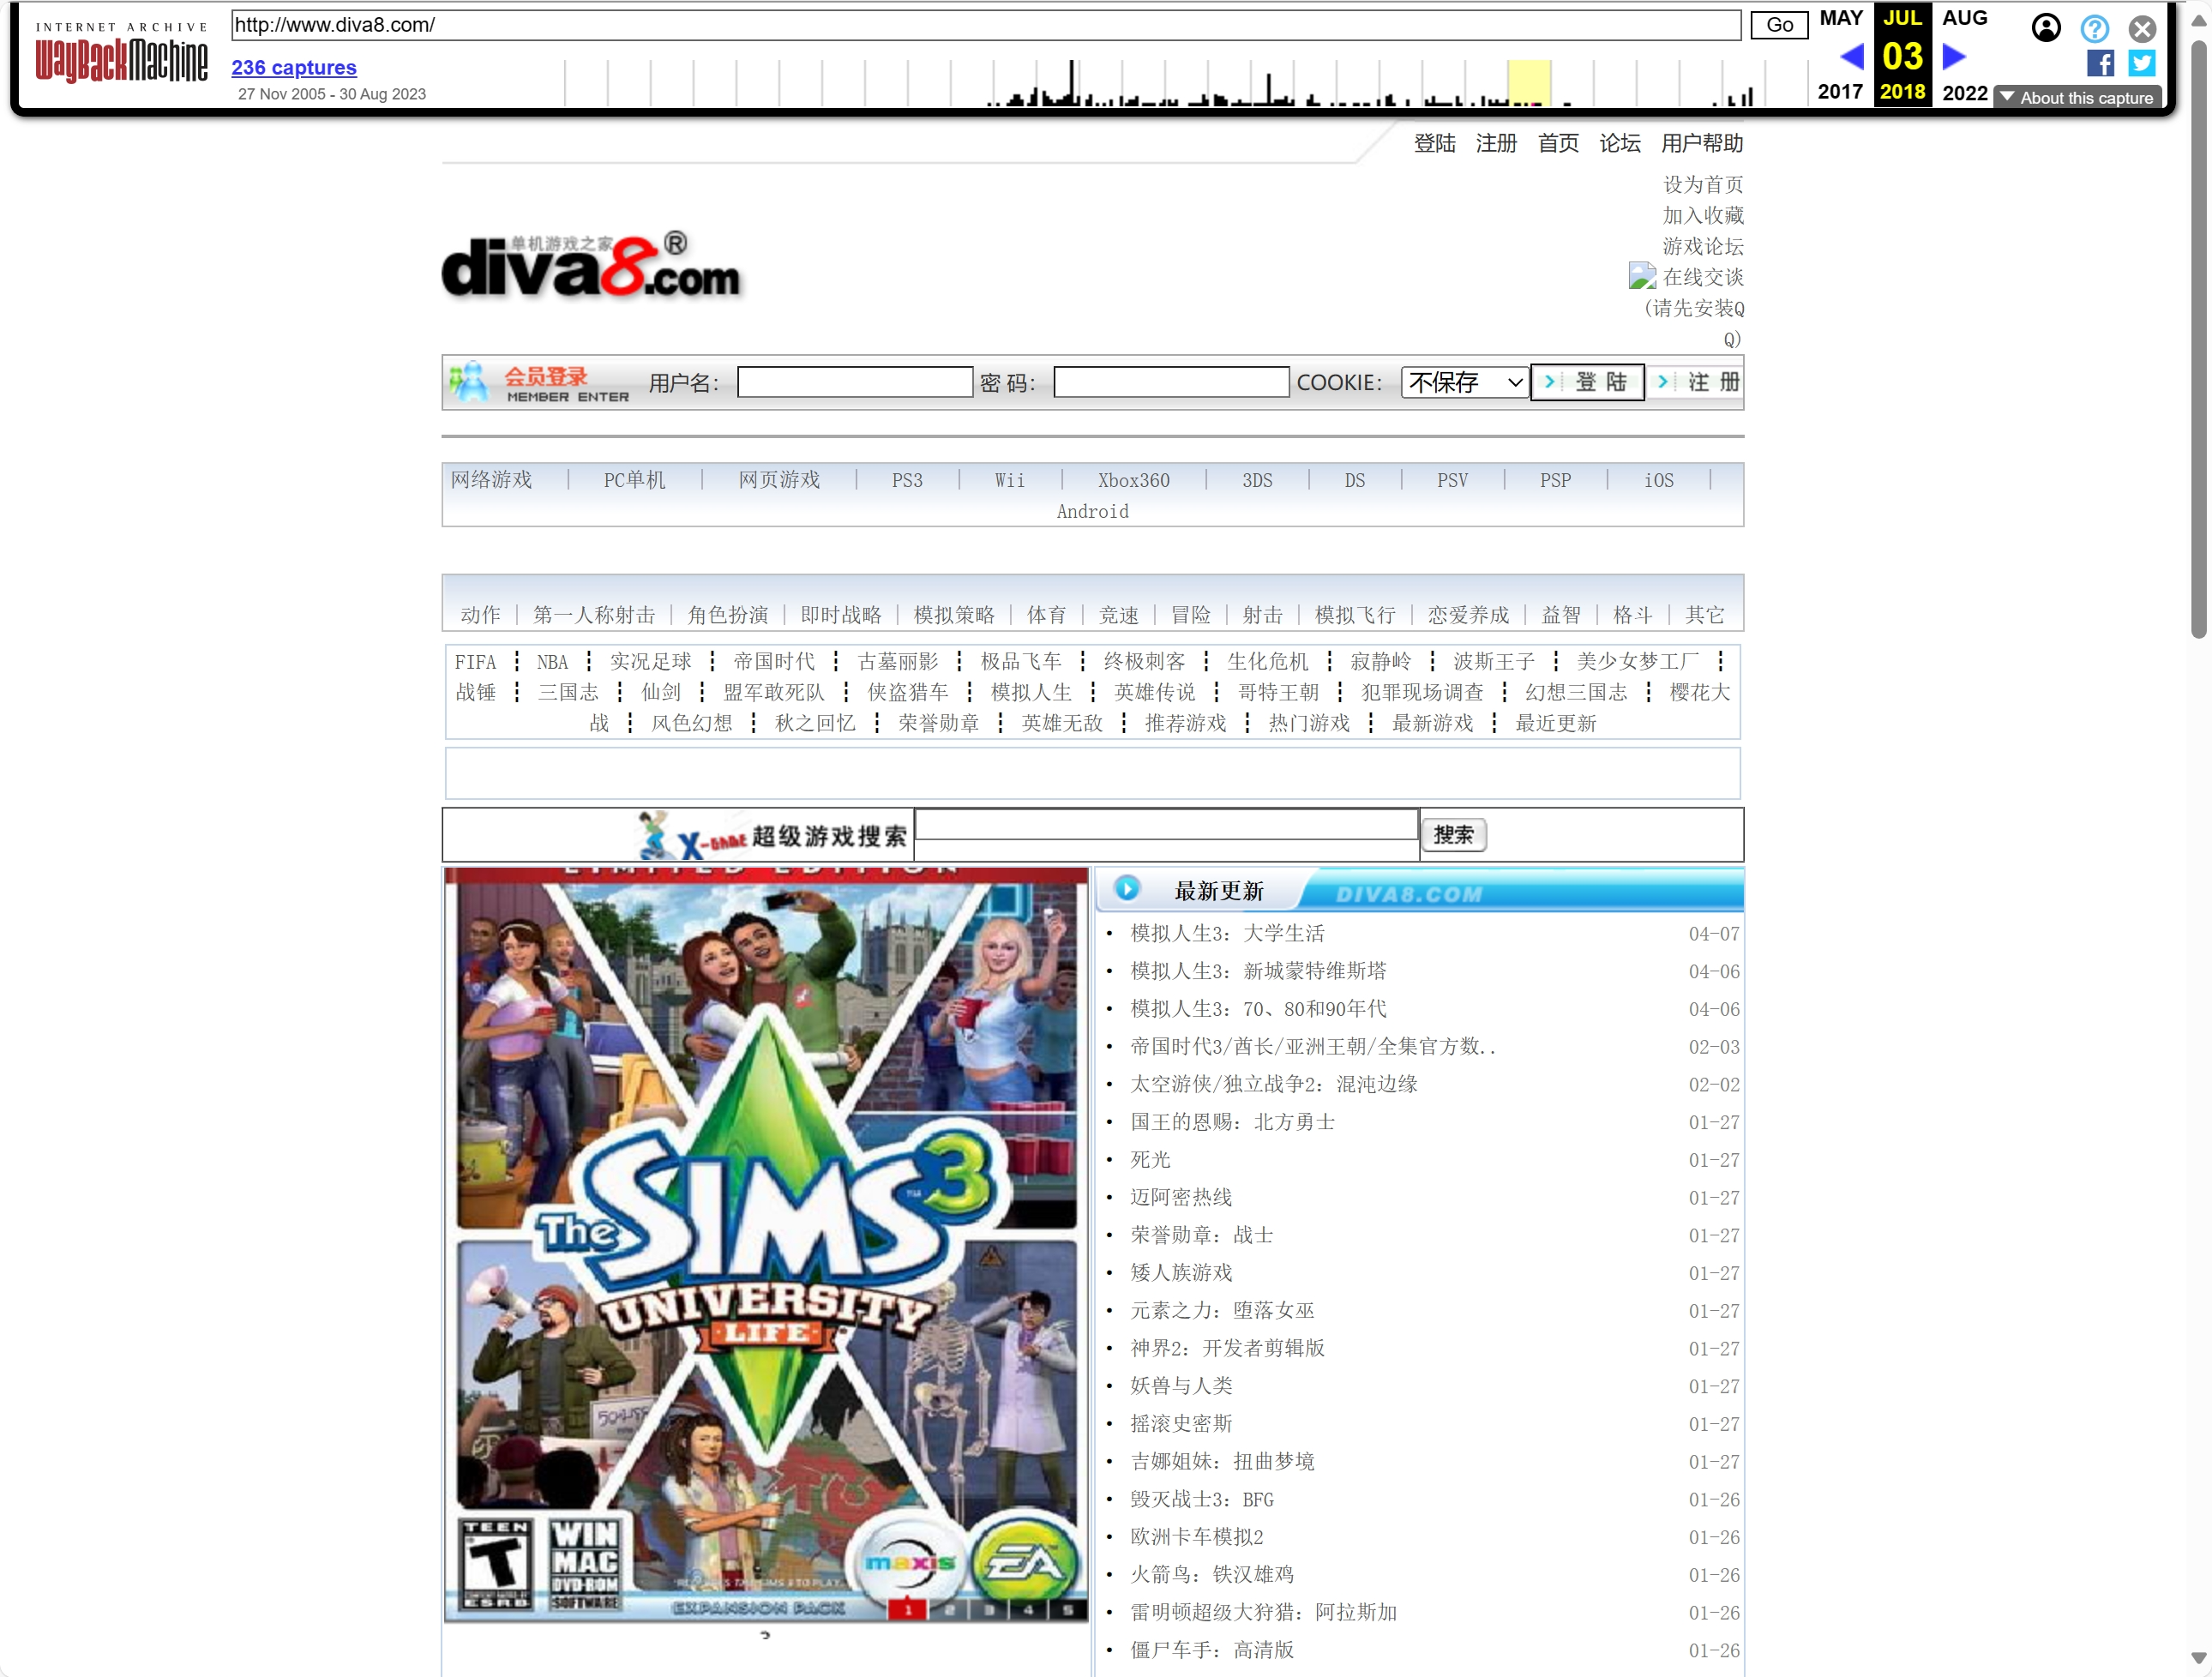 INTERNET ARCHIVE
WayBackMachine
http://www.diva8.com/
Go
236 captures
27 Nov 2005 - 30 Aug 2023
MAY JUL AUG
03
2017 2018 2022
About this capture
登陆 注册 首页 论坛 用户帮助
设为首页
加入收藏
游戏论坛
在线交谈
(请先安装Q
Q)
单机游戏之家
diva8.com®
会员登录
MEMBER ENTER
用户名： 密 码： COOKIE： 不保存 登 陆 注 册
网络游戏 | PC单机 | 网页游戏 | PS3 | Wii | Xbox360 | 3DS | DS | PSV | PSP | iOS |
Android
动作 | 第一人称射击 | 角色扮演 | 即时战略 | 模拟策略 | 体育 | 竞速 | 冒险 | 射击 | 模拟飞行 | 恋爱养成 | 益智 | 格斗 | 其它
FIFA ┇ NBA ┇ 实况足球 ┇ 帝国时代 ┇ 古墓丽影 ┇ 极品飞车 ┇ 终极刺客 ┇ 生化危机 ┇ 寂静岭 ┇ 波斯王子 ┇ 美少女梦工厂 ┇
战锤 ┇ 三国志 ┇ 仙剑 ┇ 盟军敢死队 ┇ 侠盗猎车 ┇ 模拟人生 ┇ 英雄传说 ┇ 哥特王朝 ┇ 犯罪现场调查 ┇ 幻想三国志 ┇ 樱花大
战 ┇ 风色幻想 ┇ 秋之回忆 ┇ 荣誉勋章 ┇ 英雄无敌 ┇ 推荐游戏 ┇ 热门游戏 ┇ 最新游戏 ┇ 最近更新
X-GAME 超级游戏搜索 搜索
LIMITED EDITION
The SIMS 3
UNIVERSITY
LIFE
TEEN
T
ESRB
WIN
MAC
DVD-ROM
SOFTWARE
maxis
EA
EXPANSION PACK
1 2 3 4 5
最新更新 DIVA8.COM
• 模拟人生3：大学生活 04-07
• 模拟人生3：新城蒙特维斯塔 04-06
• 模拟人生3：70、80和90年代 04-06
• 帝国时代3/酋长/亚洲王朝/全集官方数.. 02-03
• 太空游侠/独立战争2：混沌边缘 02-02
• 国王的恩赐：北方勇士 01-27
• 死光 01-27
• 迈阿密热线 01-27
• 荣誉勋章：战士 01-27
• 矮人族游戏 01-27
• 元素之力：堕落女巫 01-27
• 神界2：开发者剪辑版 01-27
• 妖兽与人类 01-27
• 摇滚史密斯 01-27
• 吉娜姐妹：扭曲梦境 01-27
• 毁灭战士3：BFG 01-26
• 欧洲卡车模拟2 01-26
• 火箭鸟：铁汉雄鸡 01-26
• 雷明顿超级大狩猎：阿拉斯加 01-26
• 僵尸车手：高清版 01-26